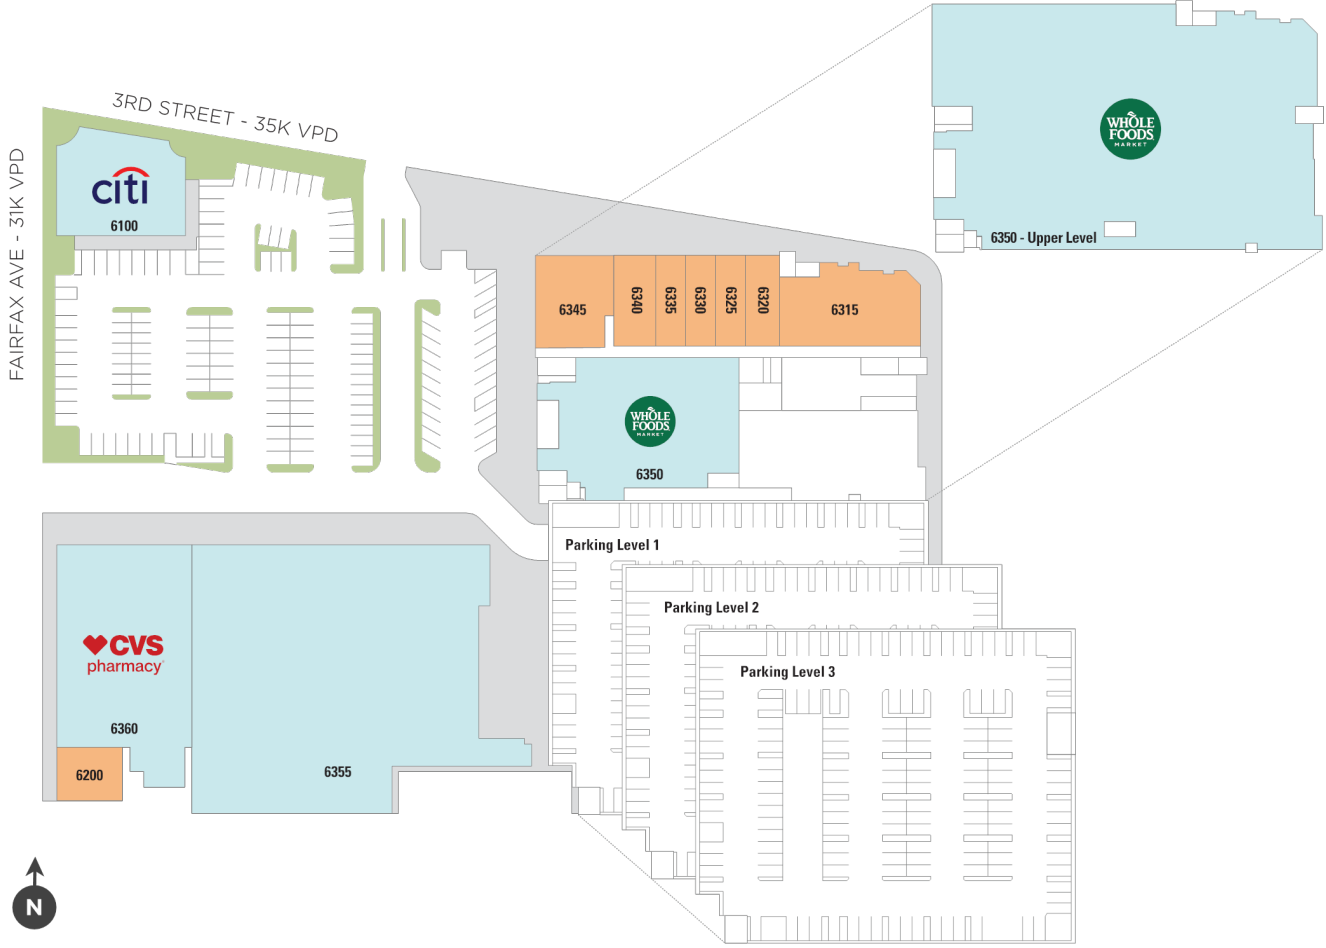 3RD STREET - 35K VPD
FAIRFAX AVE - 31K VPD
citi
6100
WHOLE
FOODS
MARKET
6350 - Upper Level
6345
6340
6335
6330
6325
6320
6315
WHOLE
FOODS
MARKET
6350
Parking Level 1
Parking Level 2
Parking Level 3
CVS
pharmacy
6360
6200
6355
N